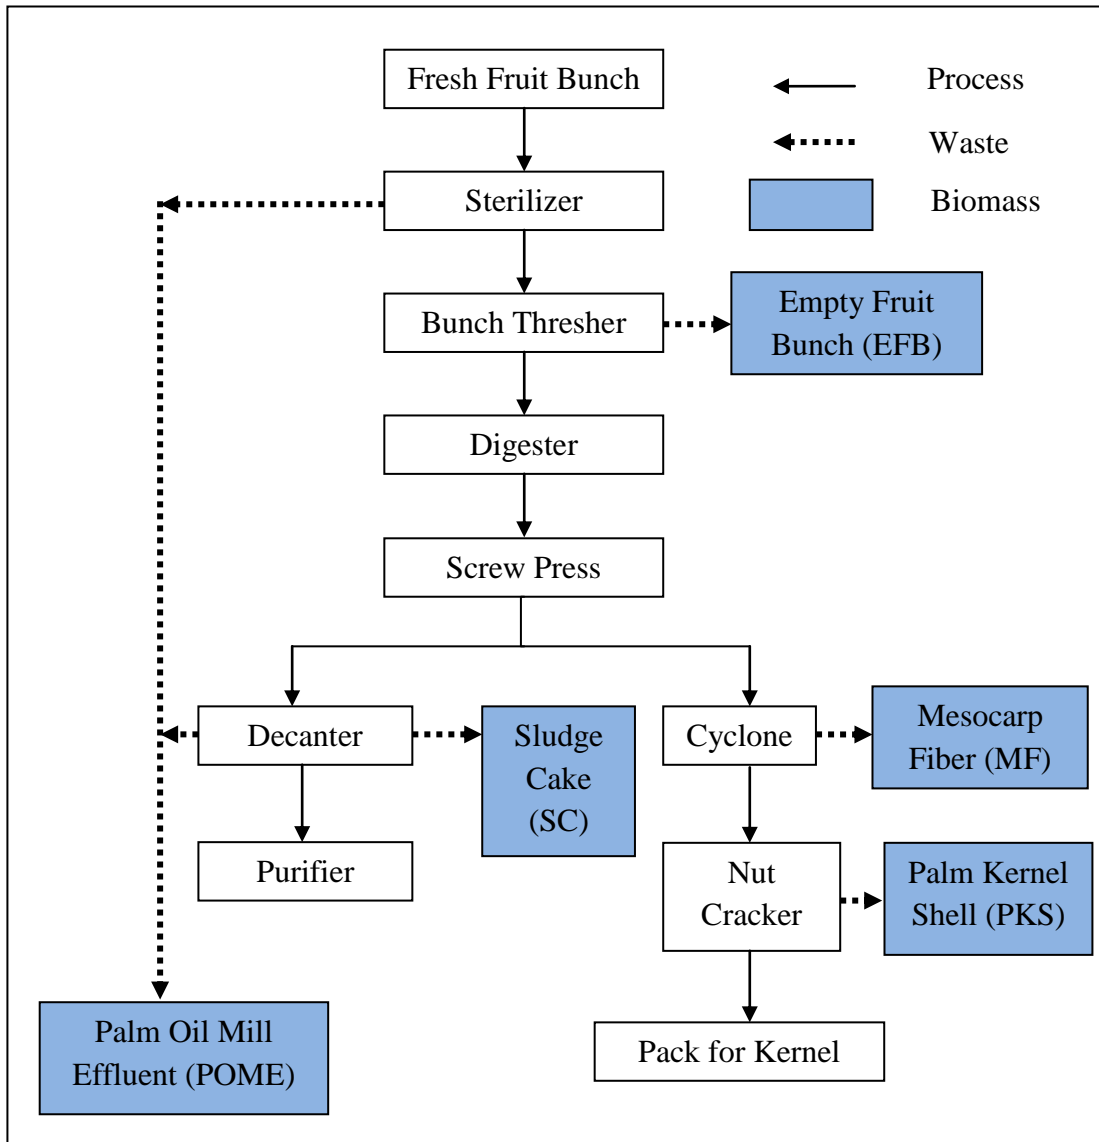 Fresh Fruit Bunch
Process
Waste
Sterilizer
Biomass
Bunch Thresher
Empty Fruit
Bunch (EFB)
Digester
Screw Press
Decanter
Sludge
Cake
(SC)
Cyclone
Mesocarp
Fiber (MF)
Purifier
Nut
Cracker
Palm Kernel
Shell (PKS)
Palm Oil Mill
Effluent (POME)
Pack for Kernel